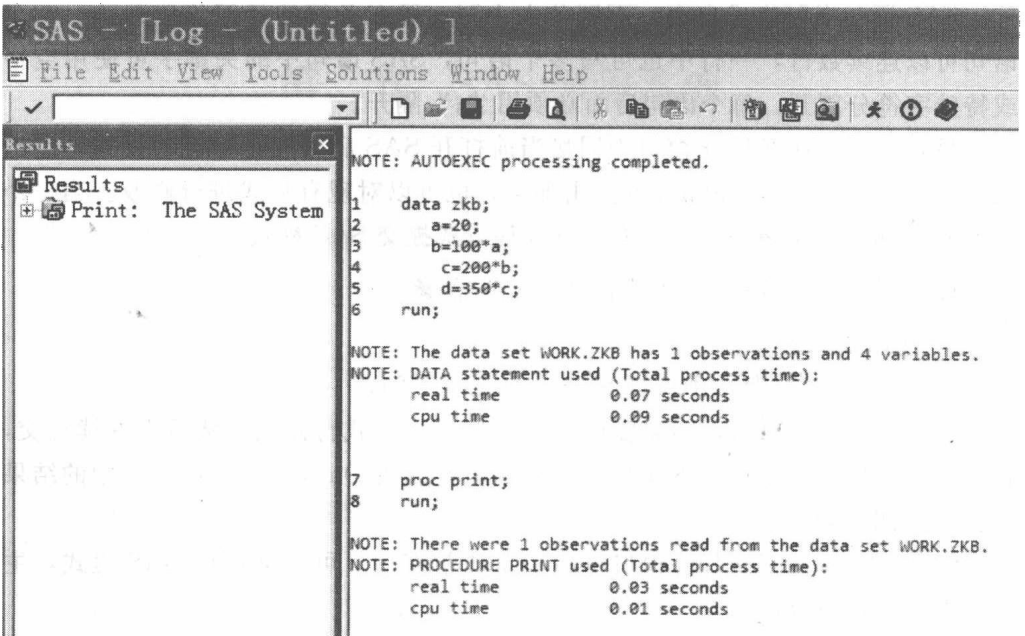 SAS - [Log - (Untitled) ]
File Edit View Tools Solutions Window Help
Results
Results
Print: The SAS System
NOTE: AUTOEXEC processing completed.
1 data zkb;
2 a=20;
3 b=100*a;
4 c=200*b;
5 d=350*c;
6 run;
NOTE: The data set WORK.ZKB has 1 observations and 4 variables.
NOTE: DATA statement used (Total process time):
real time 0.07 seconds
cpu time 0.09 seconds
7 proc print;
8 run;
NOTE: There were 1 observations read from the data set WORK.ZKB.
NOTE: PROCEDURE PRINT used (Total process time):
real time 0.03 seconds
cpu time 0.01 seconds